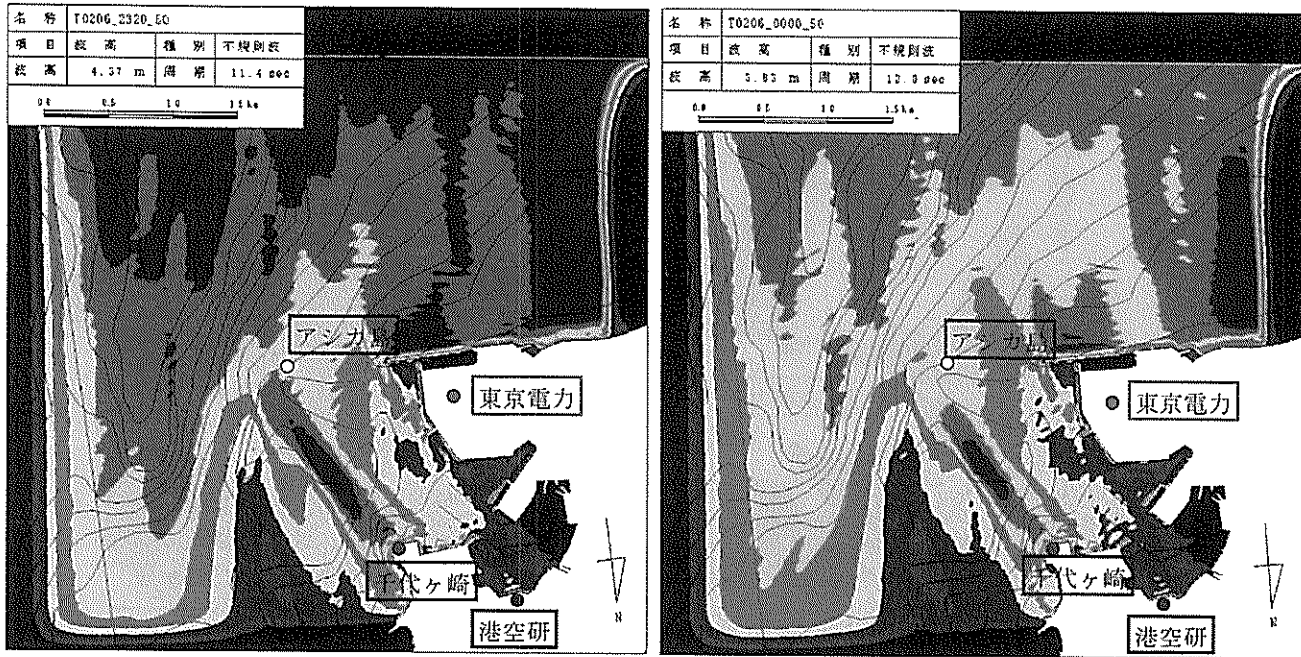 名 称 T0206_2320_50
項 目 波 高 種 別 不規則波
波 高 4.37 m 周 期 11.4 sec
0.0 0.5 1.0 1.5 km
アシカ島
東京電力
千代ヶ崎
港空研
N
名 称 T0206_0000_50
項 目 波 高 種 別 不規則波
波 高 m 周 期 sec
0.0 0.5 1.0 1.5 km
アシカ島
東京電力
千代ヶ崎
港空研
N